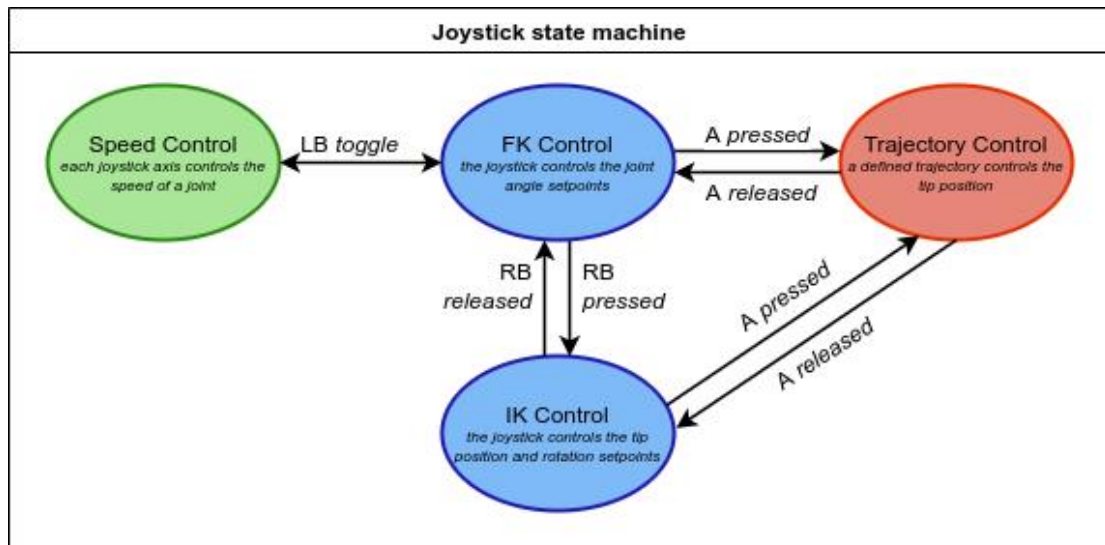 Joystick state machine
Speed Control
each joystick axis controls the
speed of a joint
LB toggle
FK Control
the joystick controls the joint
angle setpoints
A pressed
A released
Trajectory Control
a defined trajectory controls the
tip position
RB
released
RB
pressed
A pressed
A released
IK Control
the joystick controls the tip
position and rotation setpoints